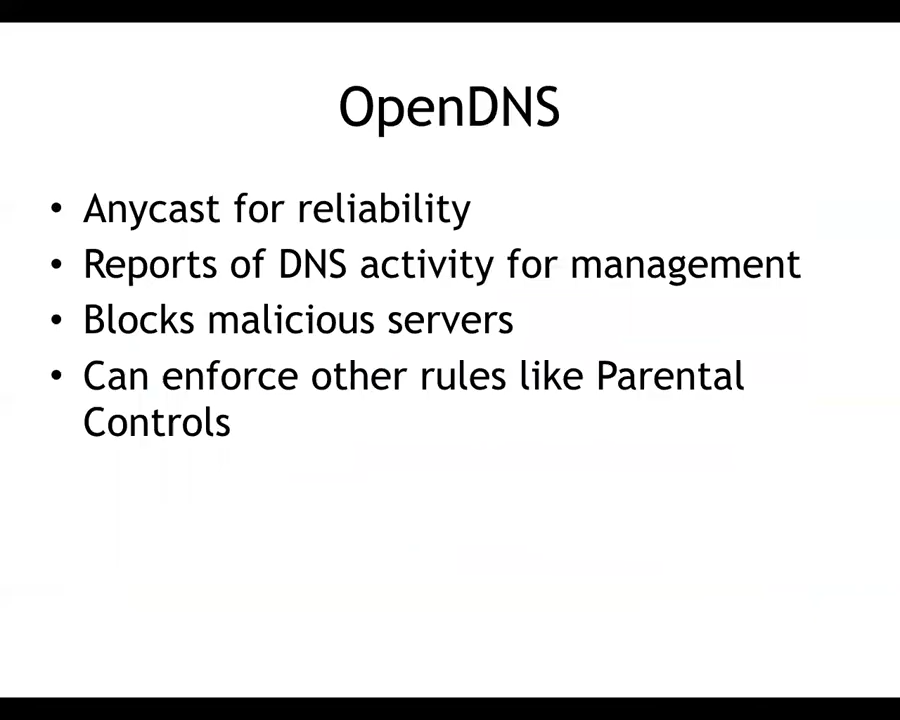 OpenDNS
• Anycast for reliability
• Reports of DNS activity for management
• Blocks malicious servers
• Can enforce other rules like Parental
Controls